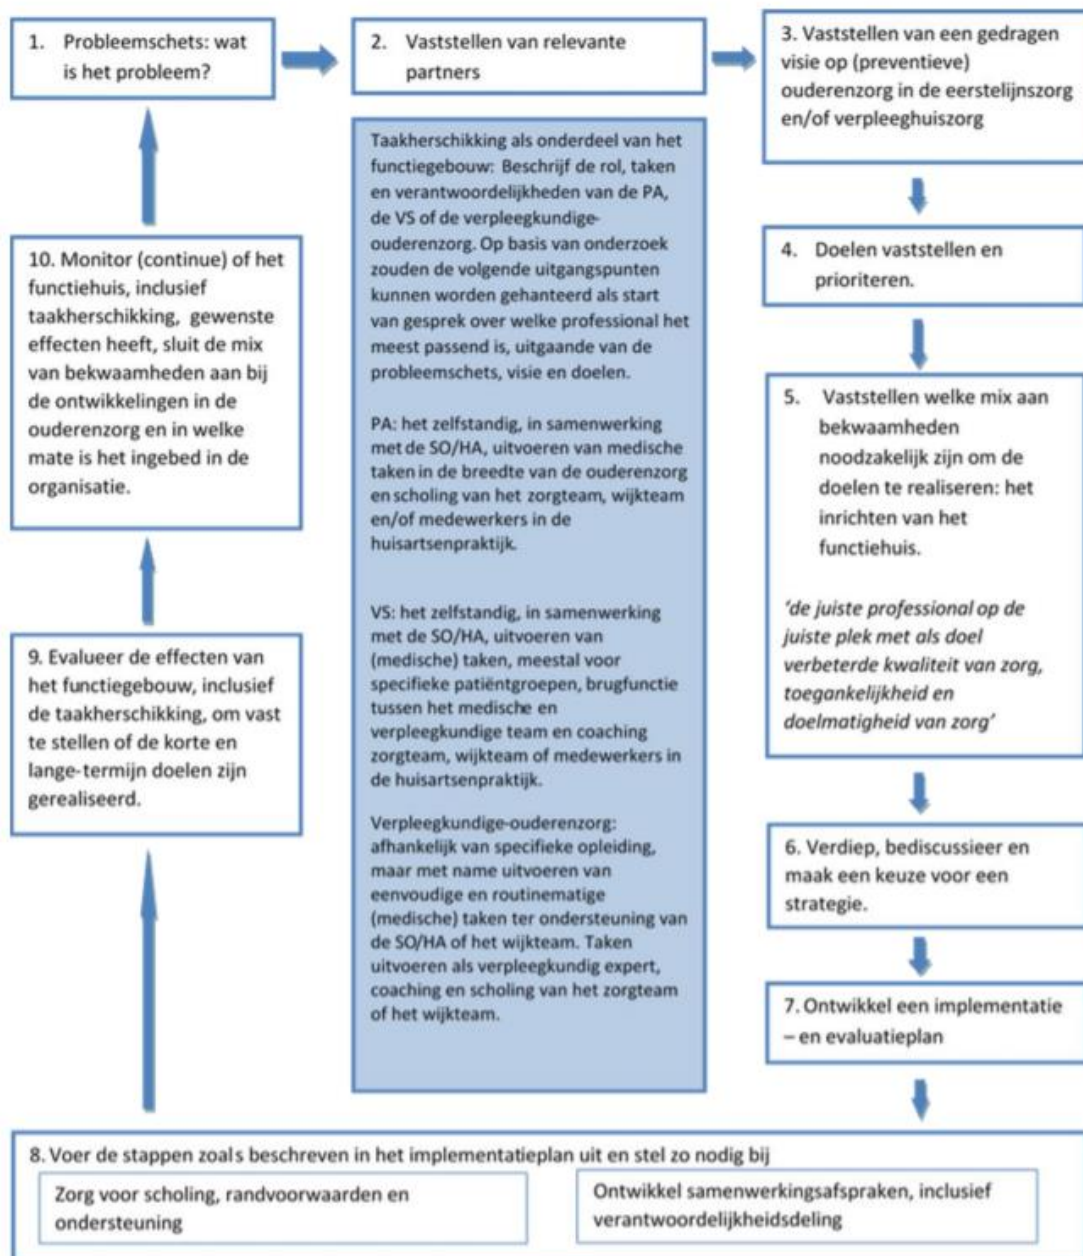 1. Probleemschets: wat
is het probleem?
2. Vaststellen van relevante
partners
3. Vaststellen van een gedragen
visie op (preventieve)
ouderenzorg in de eerstelijnszorg
en/of verpleeghuiszorg
4. Doelen vaststellen en
prioriteren.
5. Vaststellen welke mix aan
bekwaamheden
noodzakelijk zijn om de
doelen te realiseren: het
inrichten van het
functiehuis.
‘de juiste professional op de
juiste plek met als doel
verbeterde kwaliteit van zorg,
toegankelijkheid en
doelmatigheid van zorg’
Taakherschikking als onderdeel van het
functiegebouw: Beschrijf de rol, taken
en verantwoordelijkheden van de PA,
de VS of de verpleegkundige-
ouderenzorg. Op basis van onderzoek
zouden de volgende uitgangspunten
kunnen worden gehanteerd als start
van gesprek over welke professional het
meest passend is, uitgaande van de
probleemschets, visie en doelen.
PA: het zelfstandig, in samenwerking
met de SO/HA, uitvoeren van medische
taken in de breedte van de ouderenzorg
en scholing van het zorgteam, wijkteam
en/of medewerkers in de
huisartsenpraktijk.
VS: het zelfstandig, in samenwerking
met de SO/HA, uitvoeren van
(medische) taken, meestal voor
specifieke patiëntgroepen, brugfunctie
tussen het medische en
verpleegkundige team en coaching
zorgteam, wijkteam of medewerkers in
de huisartsenpraktijk.
Verpleegkundige-ouderenzorg:
afhankelijk van specifieke opleiding,
maar met name uitvoeren van
eenvoudige en routinematige
(medische) taken ter ondersteuning van
de SO/HA of het wijkteam. Taken
uitvoeren als verpleegkundig expert,
coaching en scholing van het zorgteam
of het wijkteam.
6. Verdiep, bediscussieer en
maak een keuze voor een
strategie.
7. Ontwikkel een implementatie
– en evaluatieplan
8. Voer de stappen zoals beschreven in het implementatieplan uit en stel zo nodig bij
Zorg voor scholing, randvoorwaarden en
ondersteuning
Ontwikkel samenwerkingsafspraken, inclusief
verantwoordelijkheidsdeling
9. Evalueer de effecten van
het functiegebouw, inclusief
de taakherschikking, om vast
te stellen of de korte en
lange-termijn doelen zijn
gerealiseerd.
10. Monitor (continue) of het
functiehuis, inclusief
taakherschikking, gewenste
effecten heeft, sluit de mix
van bekwaamheden aan bij
de ontwikkelingen in de
ouderenzorg en in welke
mate is het ingebed in de
organisatie.